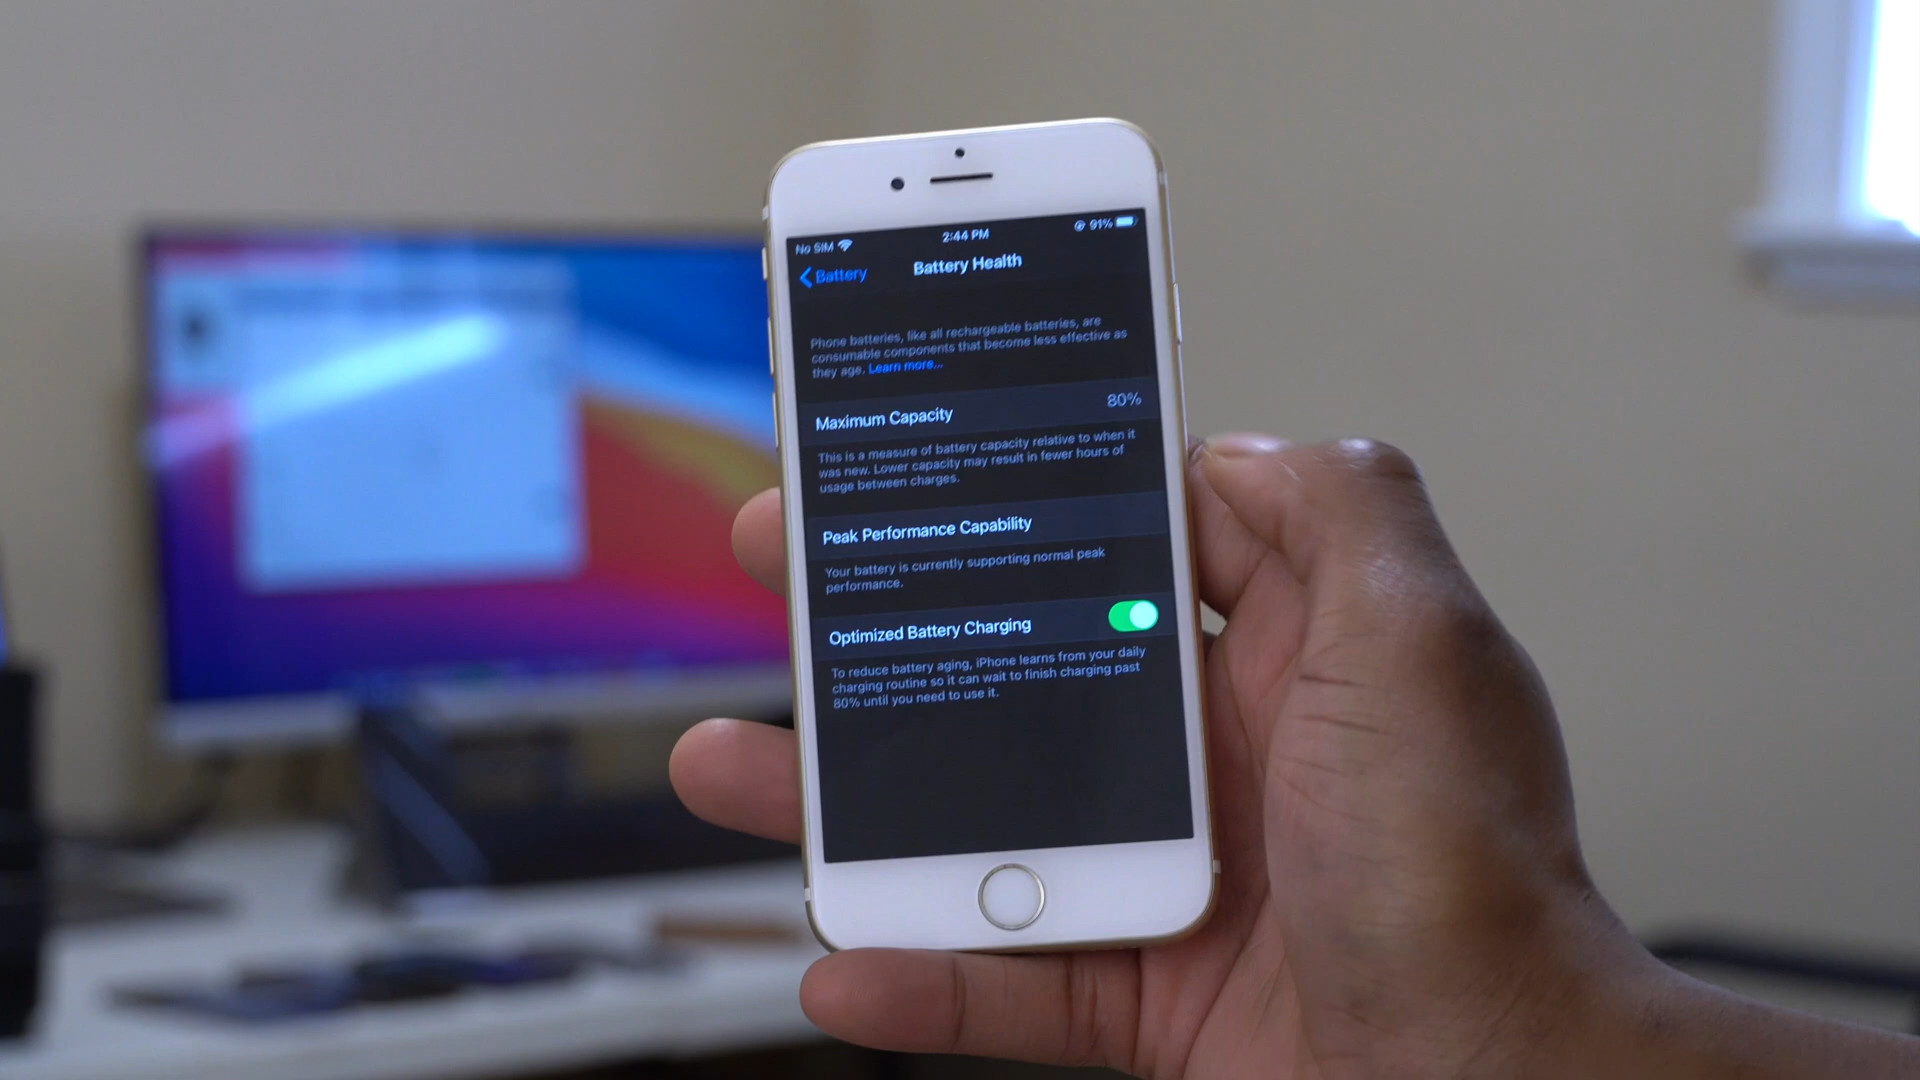 No SIM 2:44 PM 91%
Battery Battery Health
Phone batteries, like all rechargeable batteries, are
consumable components that become less effective as
they age. Learn more...
Maximum Capacity 80%
This is a measure of battery capacity relative to when it
was new. Lower capacity may result in fewer hours of
usage between charges.
Peak Performance Capability
Your battery is currently supporting normal peak
performance.
Optimized Battery Charging
To reduce battery aging, iPhone learns from your daily
charging routine so it can wait to finish charging past
80% until you need to use it.